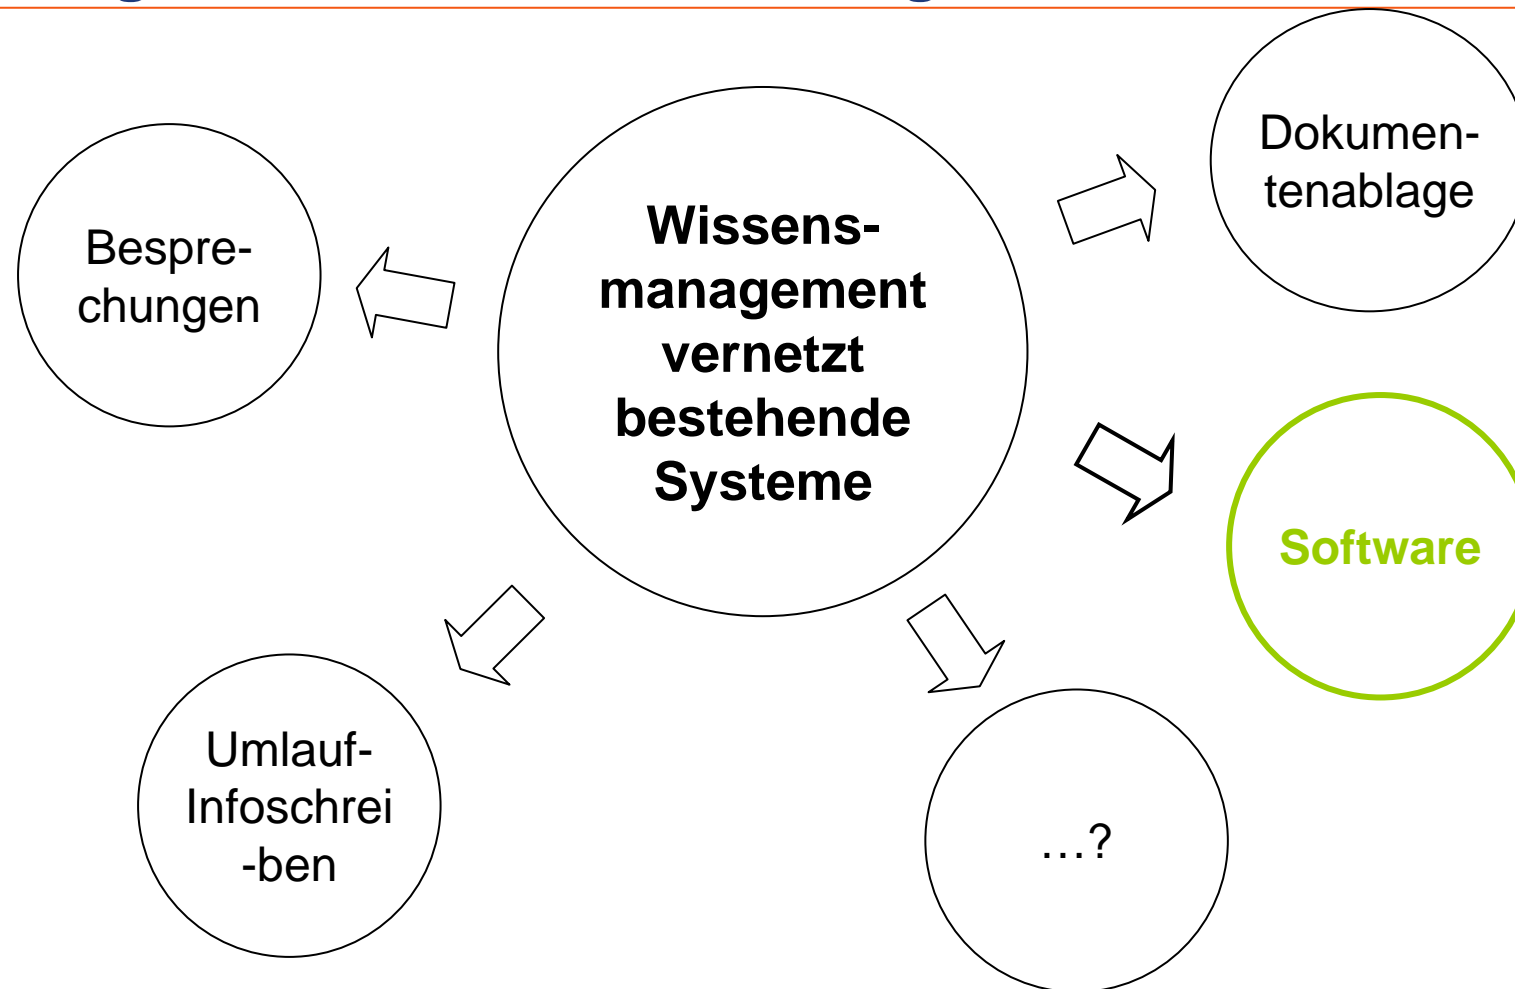 Dokumen-
tenablage
Bespre-
chungen
Wissens-
management
vernetzt
bestehende
Systeme
Software
Umlauf-
Infoschrei
-ben
…?